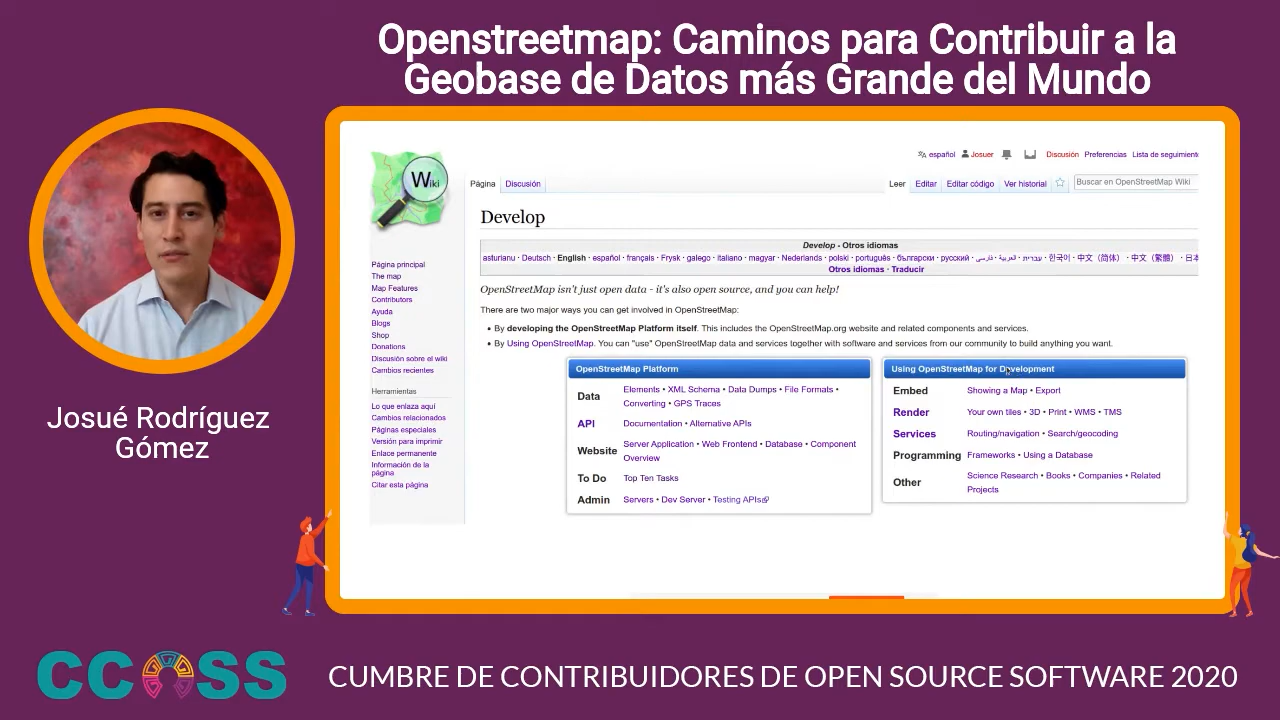 Openstreetmap: Caminos para Contribuir a la
Geobase de Datos más Grande del Mundo
Josué Rodríguez
Gómez
Wiki
español Josuer Discusión Preferencias Lista de seguimiento
Página Discusión Leer Editar Editar código Ver historial Buscar en OpenStreetMap Wiki
Develop
Develop - Otros idiomas
asturianu · Deutsch · English · español · français · Frysk · galego · italiano · magyar · Nederlands · polski · português · български · русский · فارسی · العربية · עברית · 한국어 · 中文（简体） · 中文（繁體） · 日本
Otros idiomas · Traducir
OpenStreetMap isn't just open data - it's also open source, and you can help!
There are two major ways you can get involved in OpenStreetMap:
• By developing the OpenStreetMap Platform itself. This includes the OpenStreetMap.org website and related components and services.
• By Using OpenStreetMap. You can "use" OpenStreetMap data and services together with software and services from our community to build anything you want.
Página principal
The map
Map Features
Contributors
Ayuda
Blogs
Shop
Donations
Discusión sobre el wiki
Cambios recientes
Herramientas
Lo que enlaza aquí
Cambios relacionados
Páginas especiales
Versión para imprimir
Enlace permanente
Información de la
página
Citar esta página
OpenStreetMap Platform
Data Elements • XML Schema • Data Dumps • File Formats •
Converting • GPS Traces
API Documentation • Alternative APIs
Website Server Application • Web Frontend • Database • Component
Overview
To Do Top Ten Tasks
Admin Servers • Dev Server • Testing APIs
Using OpenStreetMap for Development
Embed Showing a Map • Export
Render Your own tiles • 3D • Print • WMS • TMS
Services Routing/navigation • Search/geocoding
Programming Frameworks • Using a Database
Other Science Research • Books • Companies • Related
Projects
CCOSS
CUMBRE DE CONTRIBUIDORES DE OPEN SOURCE SOFTWARE 2020